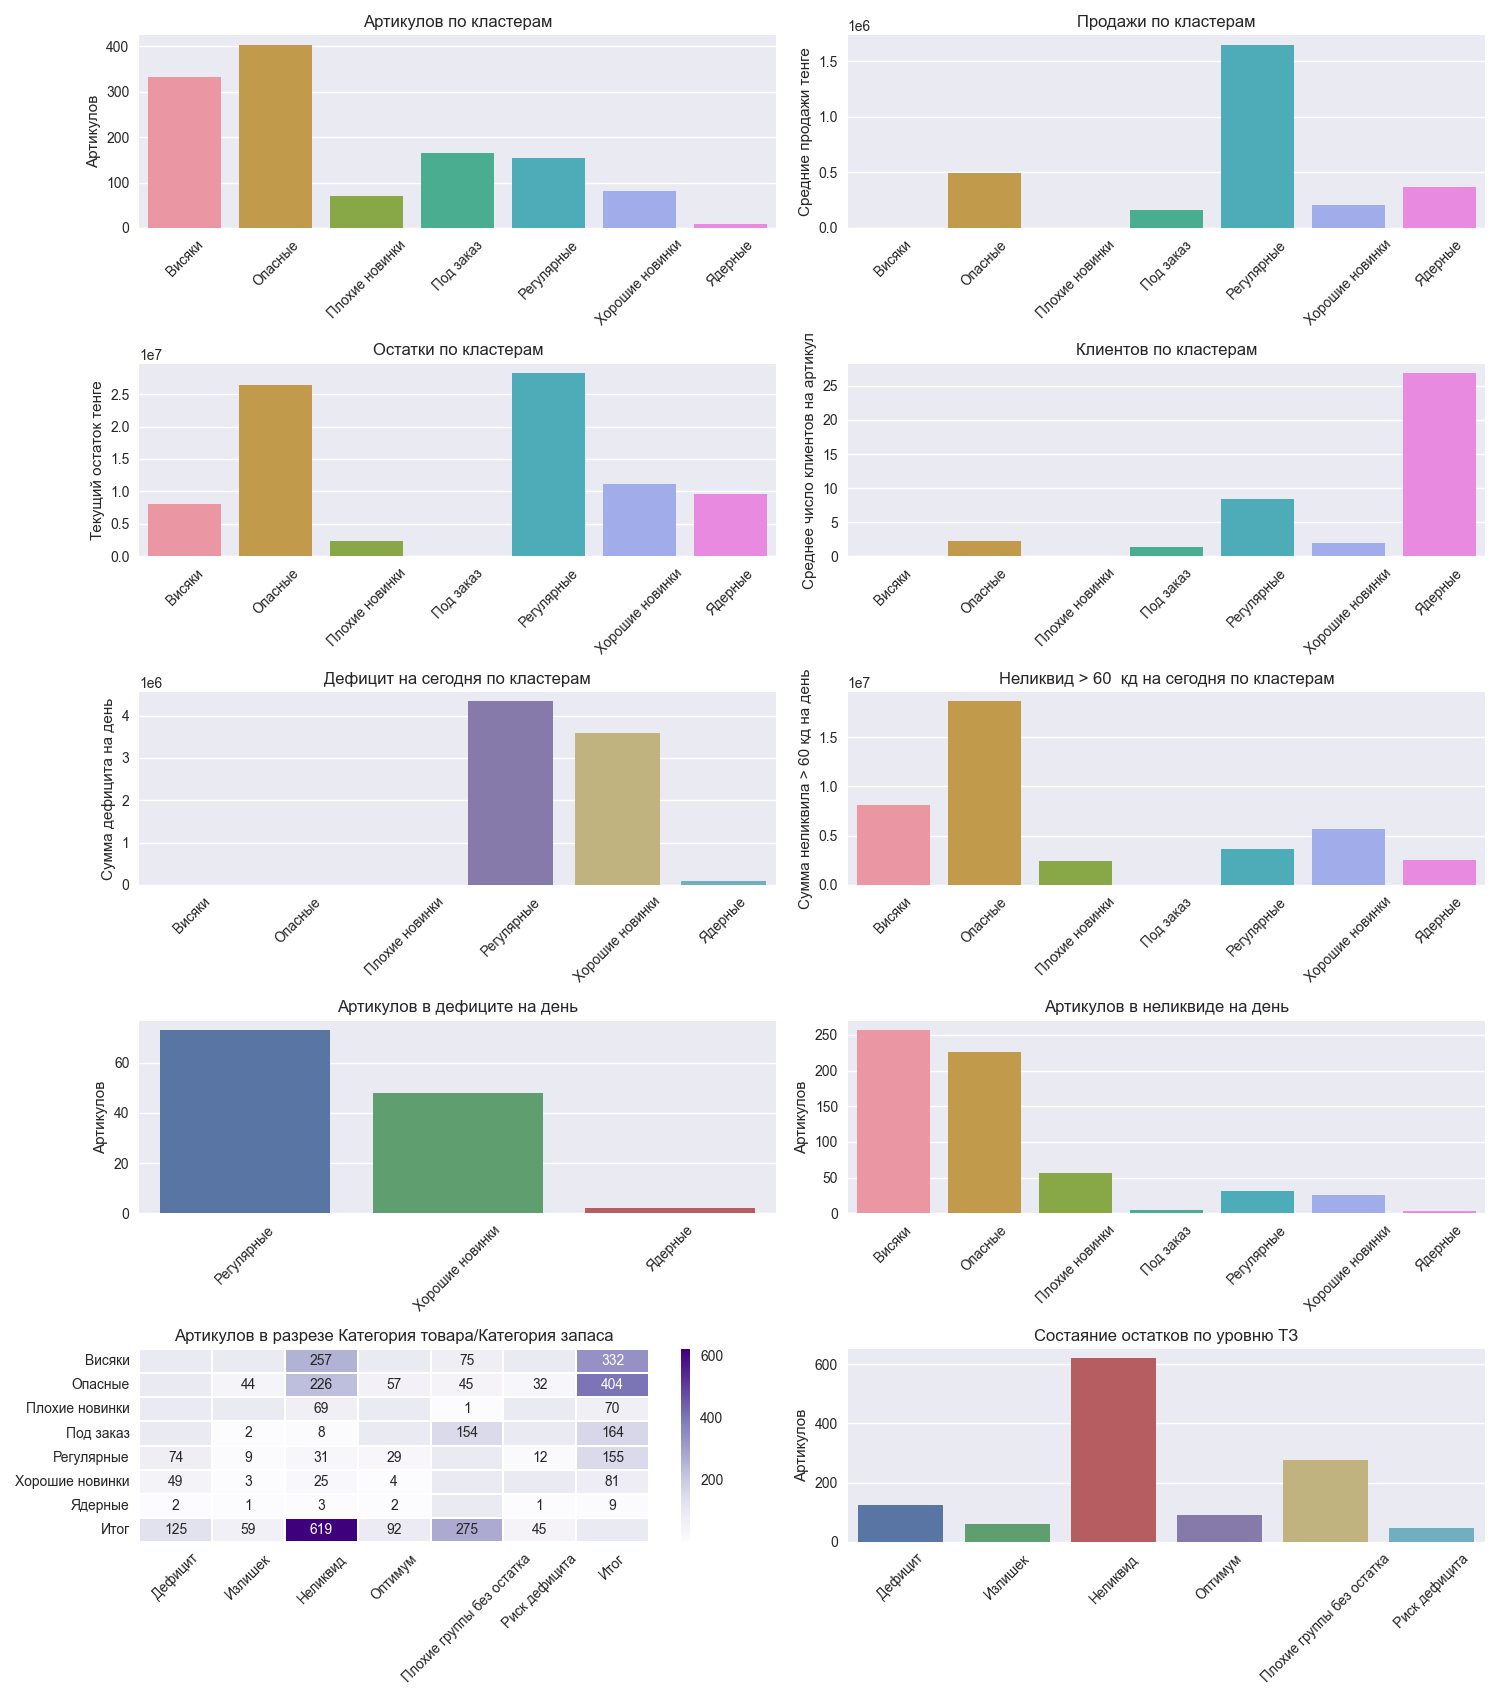 Артикулов по кластерам
Артикулов
400
300
200
100
0
Висяки
Опасные
Плохие новинки
Под заказ
Регулярные
Хорошие новинки
Ядерные
Продажи по кластерам
1e6
Средние продажи тенге
1.5
1.0
0.5
0.0
Висяки
Опасные
Плохие новинки
Под заказ
Регулярные
Хорошие новинки
Ядерные
Остатки по кластерам
1e7
Текущий остаток тенге
2.5
2.0
1.5
1.0
0.5
0.0
Висяки
Опасные
Плохие новинки
Под заказ
Регулярные
Хорошие новинки
Ядерные
Клиентов по кластерам
Среднее число клиентов на артикул
25
20
15
10
5
0
Висяки
Опасные
Плохие новинки
Под заказ
Регулярные
Хорошие новинки
Ядерные
Дефицит на сегодня по кластерам
1e6
Сумма дефицита на день
4
3
2
1
0
Висяки
Опасные
Плохие новинки
Регулярные
Хорошие новинки
Ядерные
Неликвид > 60  кд на сегодня по кластерам
1e7
Сумма неликвила > 60 кд на день
1.5
1.0
0.5
0.0
Висяки
Опасные
Плохие новинки
Под заказ
Регулярные
Хорошие новинки
Ядерные
Артикулов в дефиците на день
Артикулов
60
40
20
0
Регулярные
Хорошие новинки
Ядерные
Артикулов в неликвиде на день
Артикулов
250
200
150
100
50
0
Висяки
Опасные
Плохие новинки
Под заказ
Регулярные
Хорошие новинки
Ядерные
Артикулов в разрезе Категория товара/Категория запаса
Висяки 257 75 332
Опасные 44 226 57 45 32 404
Плохие новинки 69 1 70
Под заказ 2 8 154 164
Регулярные 74 9 31 29 12 155
Хорошие новинки 49 3 25 4 81
Ядерные 2 1 3 2 1 9
Итог 125 59 619 92 275 45
Дефицит
Излишек
Неликвид
Оптимум
Плохие группы без остатка
Риск дефицита
Итог
600
400
200
Состаяние остатков по уровню ТЗ
Артикулов
600
400
200
0
Дефицит
Излишек
Неликвид
Оптимум
Плохие группы без остатка
Риск дефицита